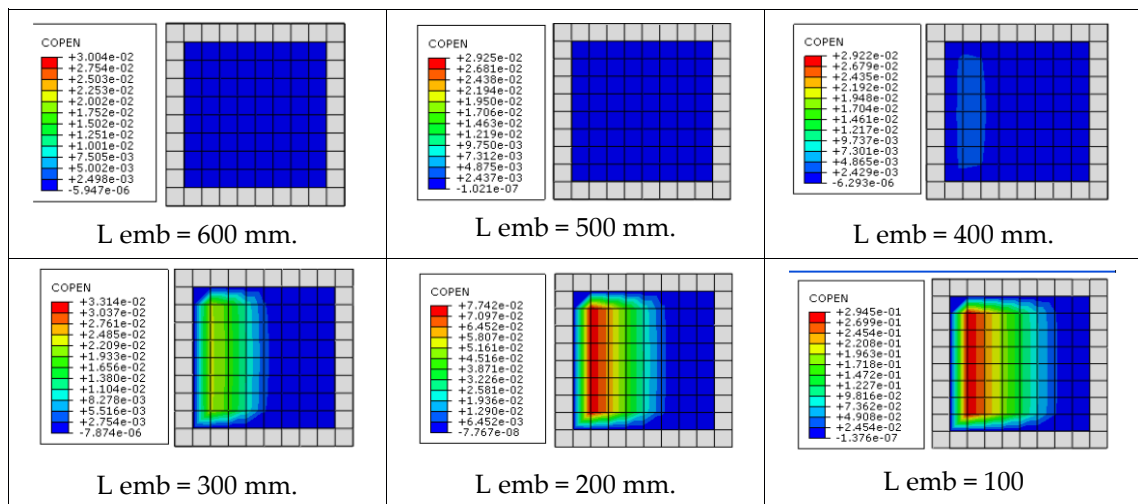 COPEN
+3.004e-02
+2.754e-02
+2.503e-02
+2.253e-02
+2.002e-02
+1.752e-02
+1.502e-02
+1.251e-02
+1.001e-02
+7.505e-03
+5.002e-03
+2.498e-03
-5.947e-06
L emb = 600 mm.
COPEN
+2.925e-02
+2.681e-02
+2.438e-02
+2.194e-02
+1.950e-02
+1.706e-02
+1.463e-02
+1.219e-02
+9.750e-03
+7.312e-03
+4.875e-03
+2.437e-03
-1.021e-07
L emb = 500 mm.
COPEN
+2.922e-02
+2.679e-02
+2.435e-02
+2.192e-02
+1.948e-02
+1.704e-02
+1.461e-02
+1.217e-02
+9.737e-03
+7.301e-03
+4.865e-03
+2.429e-03
-6.293e-06
L emb = 400 mm.
COPEN
+3.314e-02
+3.037e-02
+2.761e-02
+2.485e-02
+2.209e-02
+1.933e-02
+1.656e-02
+1.380e-02
+1.104e-02
+8.278e-03
+5.516e-03
+2.754e-03
-7.874e-06
L emb = 300 mm.
COPEN
+7.742e-02
+7.097e-02
+6.452e-02
+5.807e-02
+5.161e-02
+4.516e-02
+3.871e-02
+3.226e-02
+2.581e-02
+1.936e-02
+1.290e-02
+6.452e-03
-7.767e-08
L emb = 200 mm.
COPEN
+2.945e-01
+2.699e-01
+2.454e-01
+2.208e-01
+1.963e-01
+1.718e-01
+1.472e-01
+1.227e-01
+9.816e-02
+7.362e-02
+4.908e-02
+2.454e-02
-1.376e-07
L emb = 100